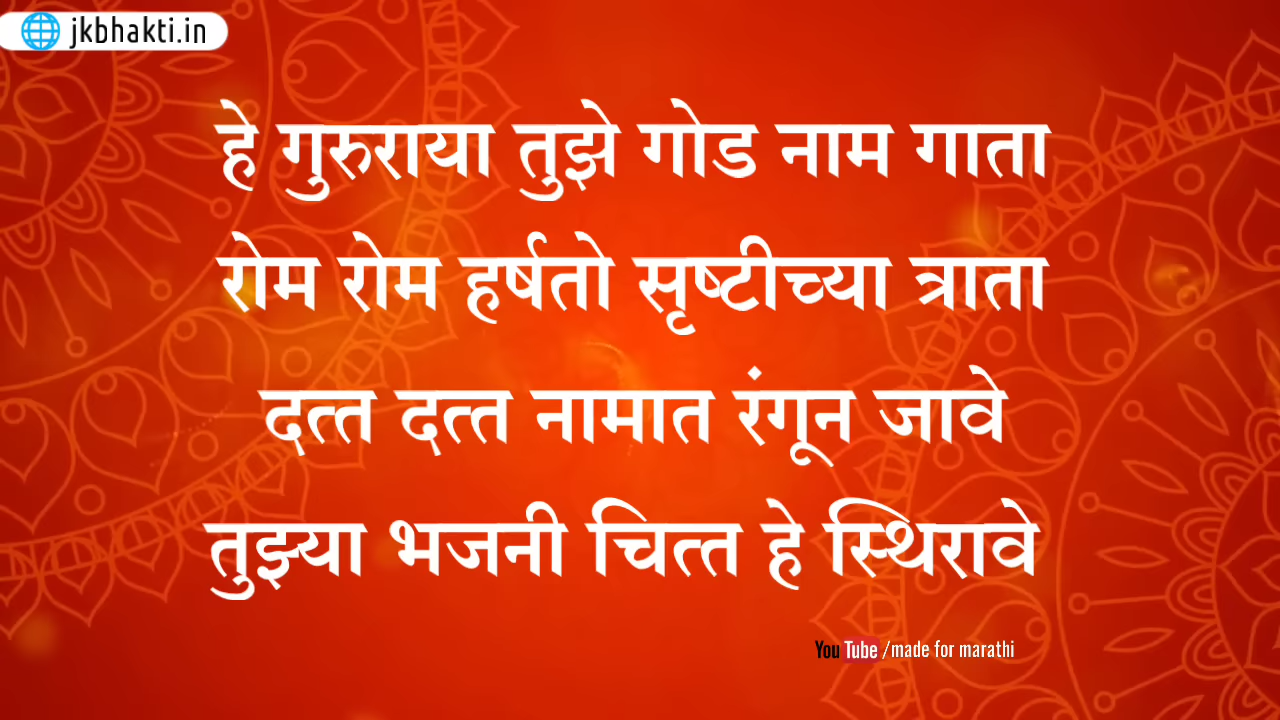 jkbhakti.in
हे गुरुराया तुझे गोड नाम गाता
रोम रोम हर्षतो सृष्टीच्या त्राता
दत्त दत्त नामात रंगून जावे
तुझ्या भजनी चित्त हे स्थिरावे
YouTube /made for marathi